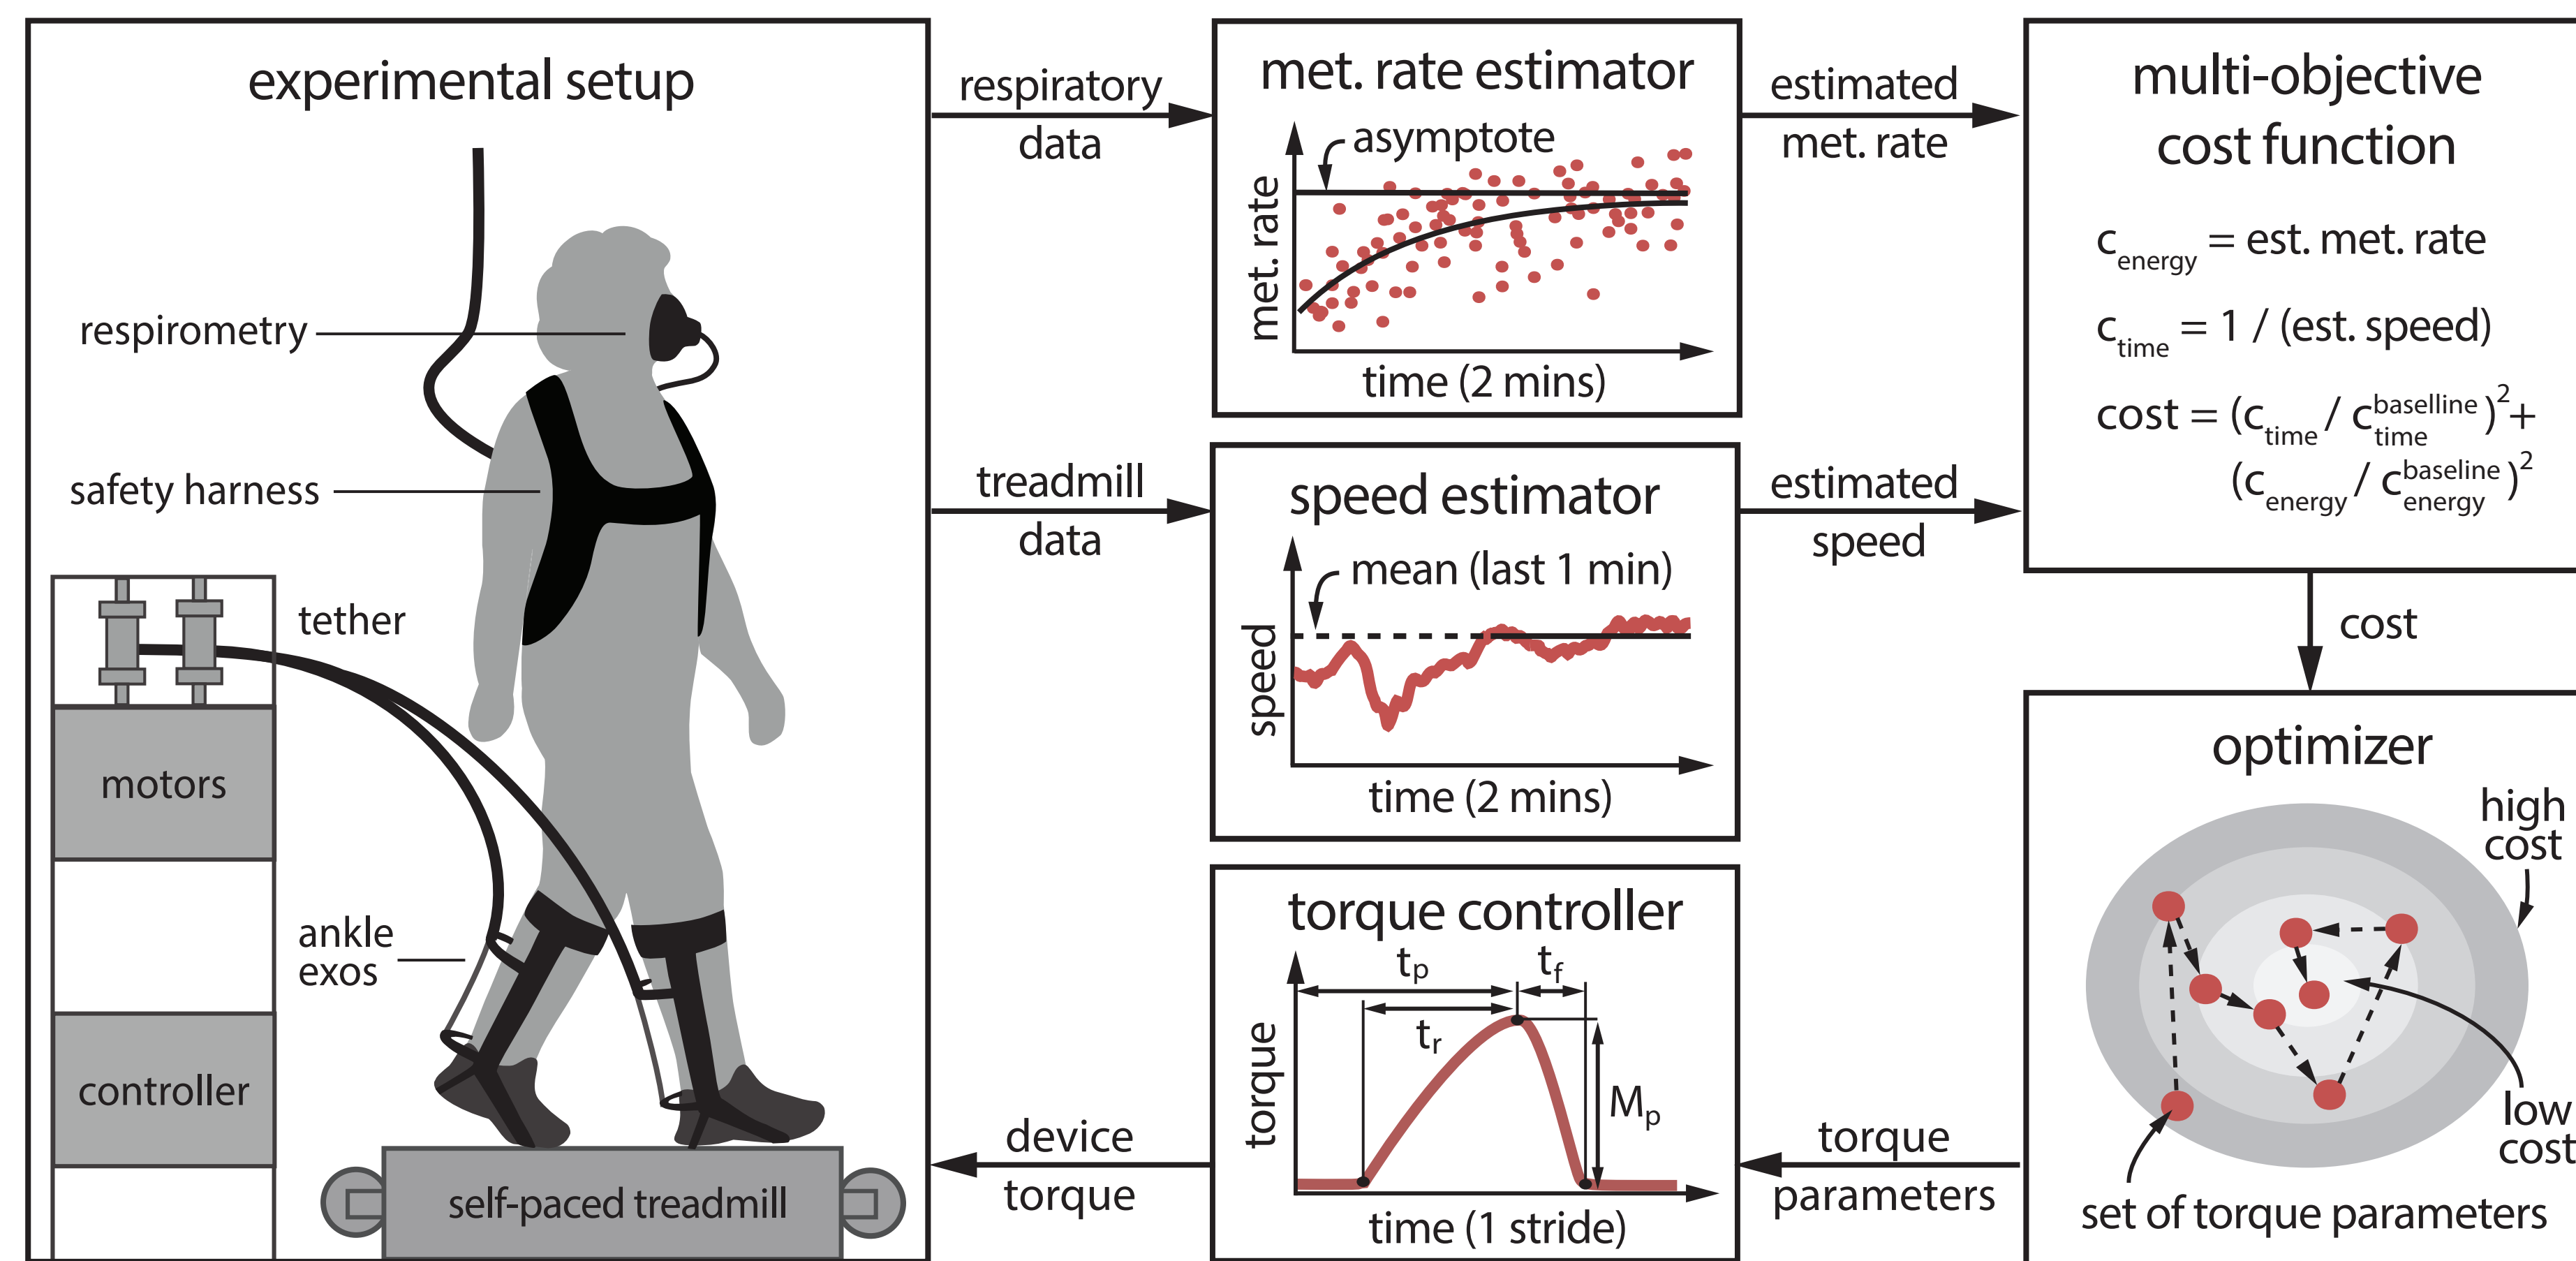 experimental setup
respirometry
safety harness
tether
motors
ankle
exos
controller
self-paced treadmill
respiratory
data
treadmill
data
device
torque
met. rate estimator
asymptote
met. rate
time (2 mins)
speed estimator
mean (last 1 min)
speed
time (2 mins)
torque controller
t_p
t_f
t_r
M_p
torque
time (1 stride)
estimated
met. rate
estimated
speed
torque
parameters
multi-objective
cost function
c_energy = est. met. rate
c_time = 1 / (est. speed)
cost = (c_time / c_time^baselline)^2 +
(c_energy / c_energy^baseline)^2
cost
optimizer
high
cost
low
cost
set of torque parameters